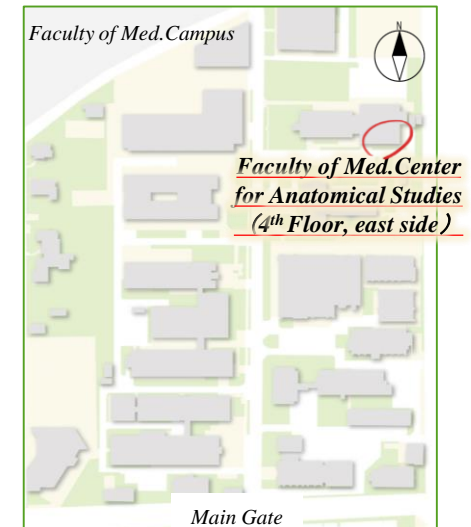 Faculty of Med.Campus
N
Faculty of Med.Center
for Anatomical Studies
（4th Floor, east side）
Main Gate